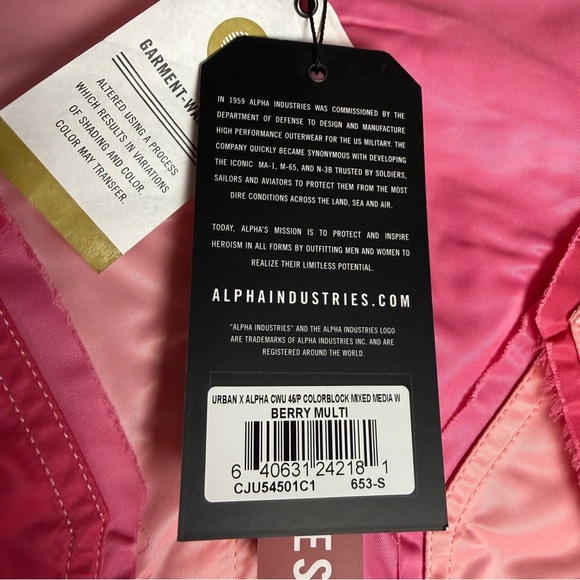 GARMENT-WA
ALTERED USING A PROCESS
WHICH RESULTS IN VARIATIONS
OF SHADING AND COLOR.
COLOR MAY TRANSFER.
IN 1959 ALPHA INDUSTRIES WAS COMMISSIONED BY THE
DEPARTMENT OF DEFENSE TO DESIGN AND MANUFACTURE
HIGH PERFORMANCE OUTERWEAR FOR THE US MILITARY. THE
COMPANY QUICKLY BECAME SYNONYMOUS WITH DEVELOPING
THE ICONIC MA-1, M-65, AND N-3B TRUSTED BY SOLDIERS,
SAILORS AND AVIATORS TO PROTECT THEM FROM THE MOST
DIRE CONDITIONS ACROSS THE LAND, SEA AND AIR.
TODAY, ALPHA'S MISSION IS TO PROTECT AND INSPIRE
HEROISM IN ALL FORMS BY OUTFITTING MEN AND WOMEN TO
REALIZE THEIR LIMITLESS POTENTIAL.
ALPHAINDUSTRIES.COM
"ALPHA INDUSTRIES" AND THE ALPHA INDUSTRIES LOGO
ARE TRADEMARKS OF ALPHA INDUSTRIES INC. AND ARE
REGISTERED AROUND THE WORLD.
URBAN X ALPHA CWU 46/P COLORBLOCK MIXED MEDIA W
BERRY MULTI
6 40631 24218 1
CJU54501C1 653-S
ES